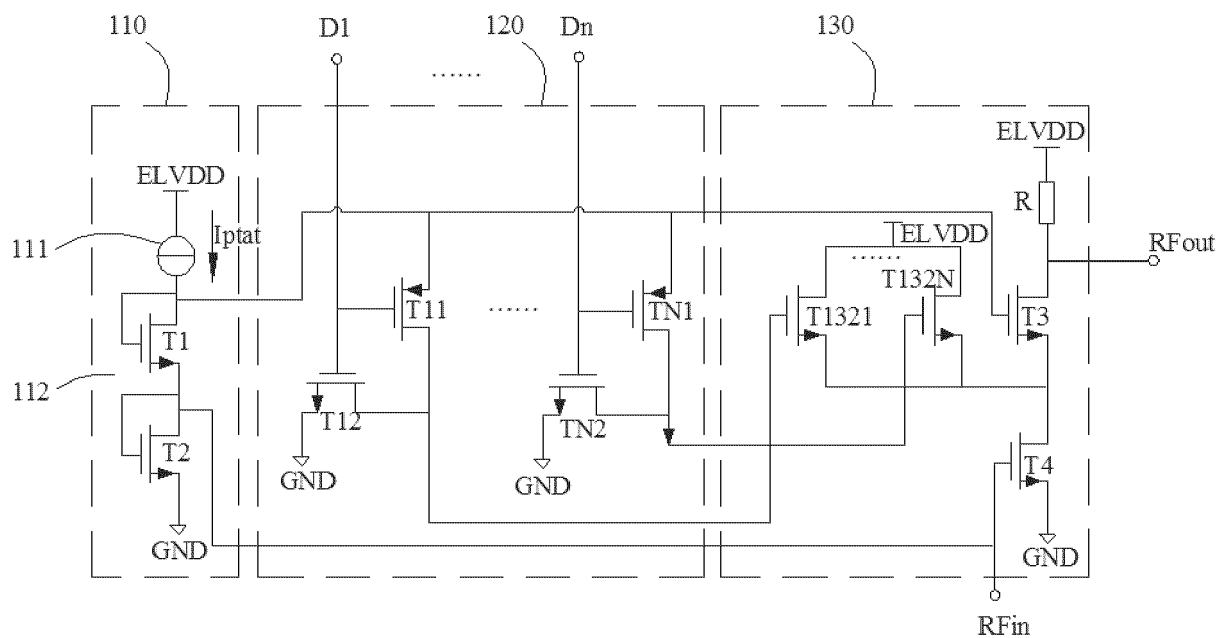 110
D1
120
Dn
130
......
ELVDD
ELVDD
111
Iptat
R
ELVDD
RFout
......
T132N
T11
......
TN1
T1321
T3
T1
112
T12
TN2
T2
GND
GND
T4
GND
GND
RFin